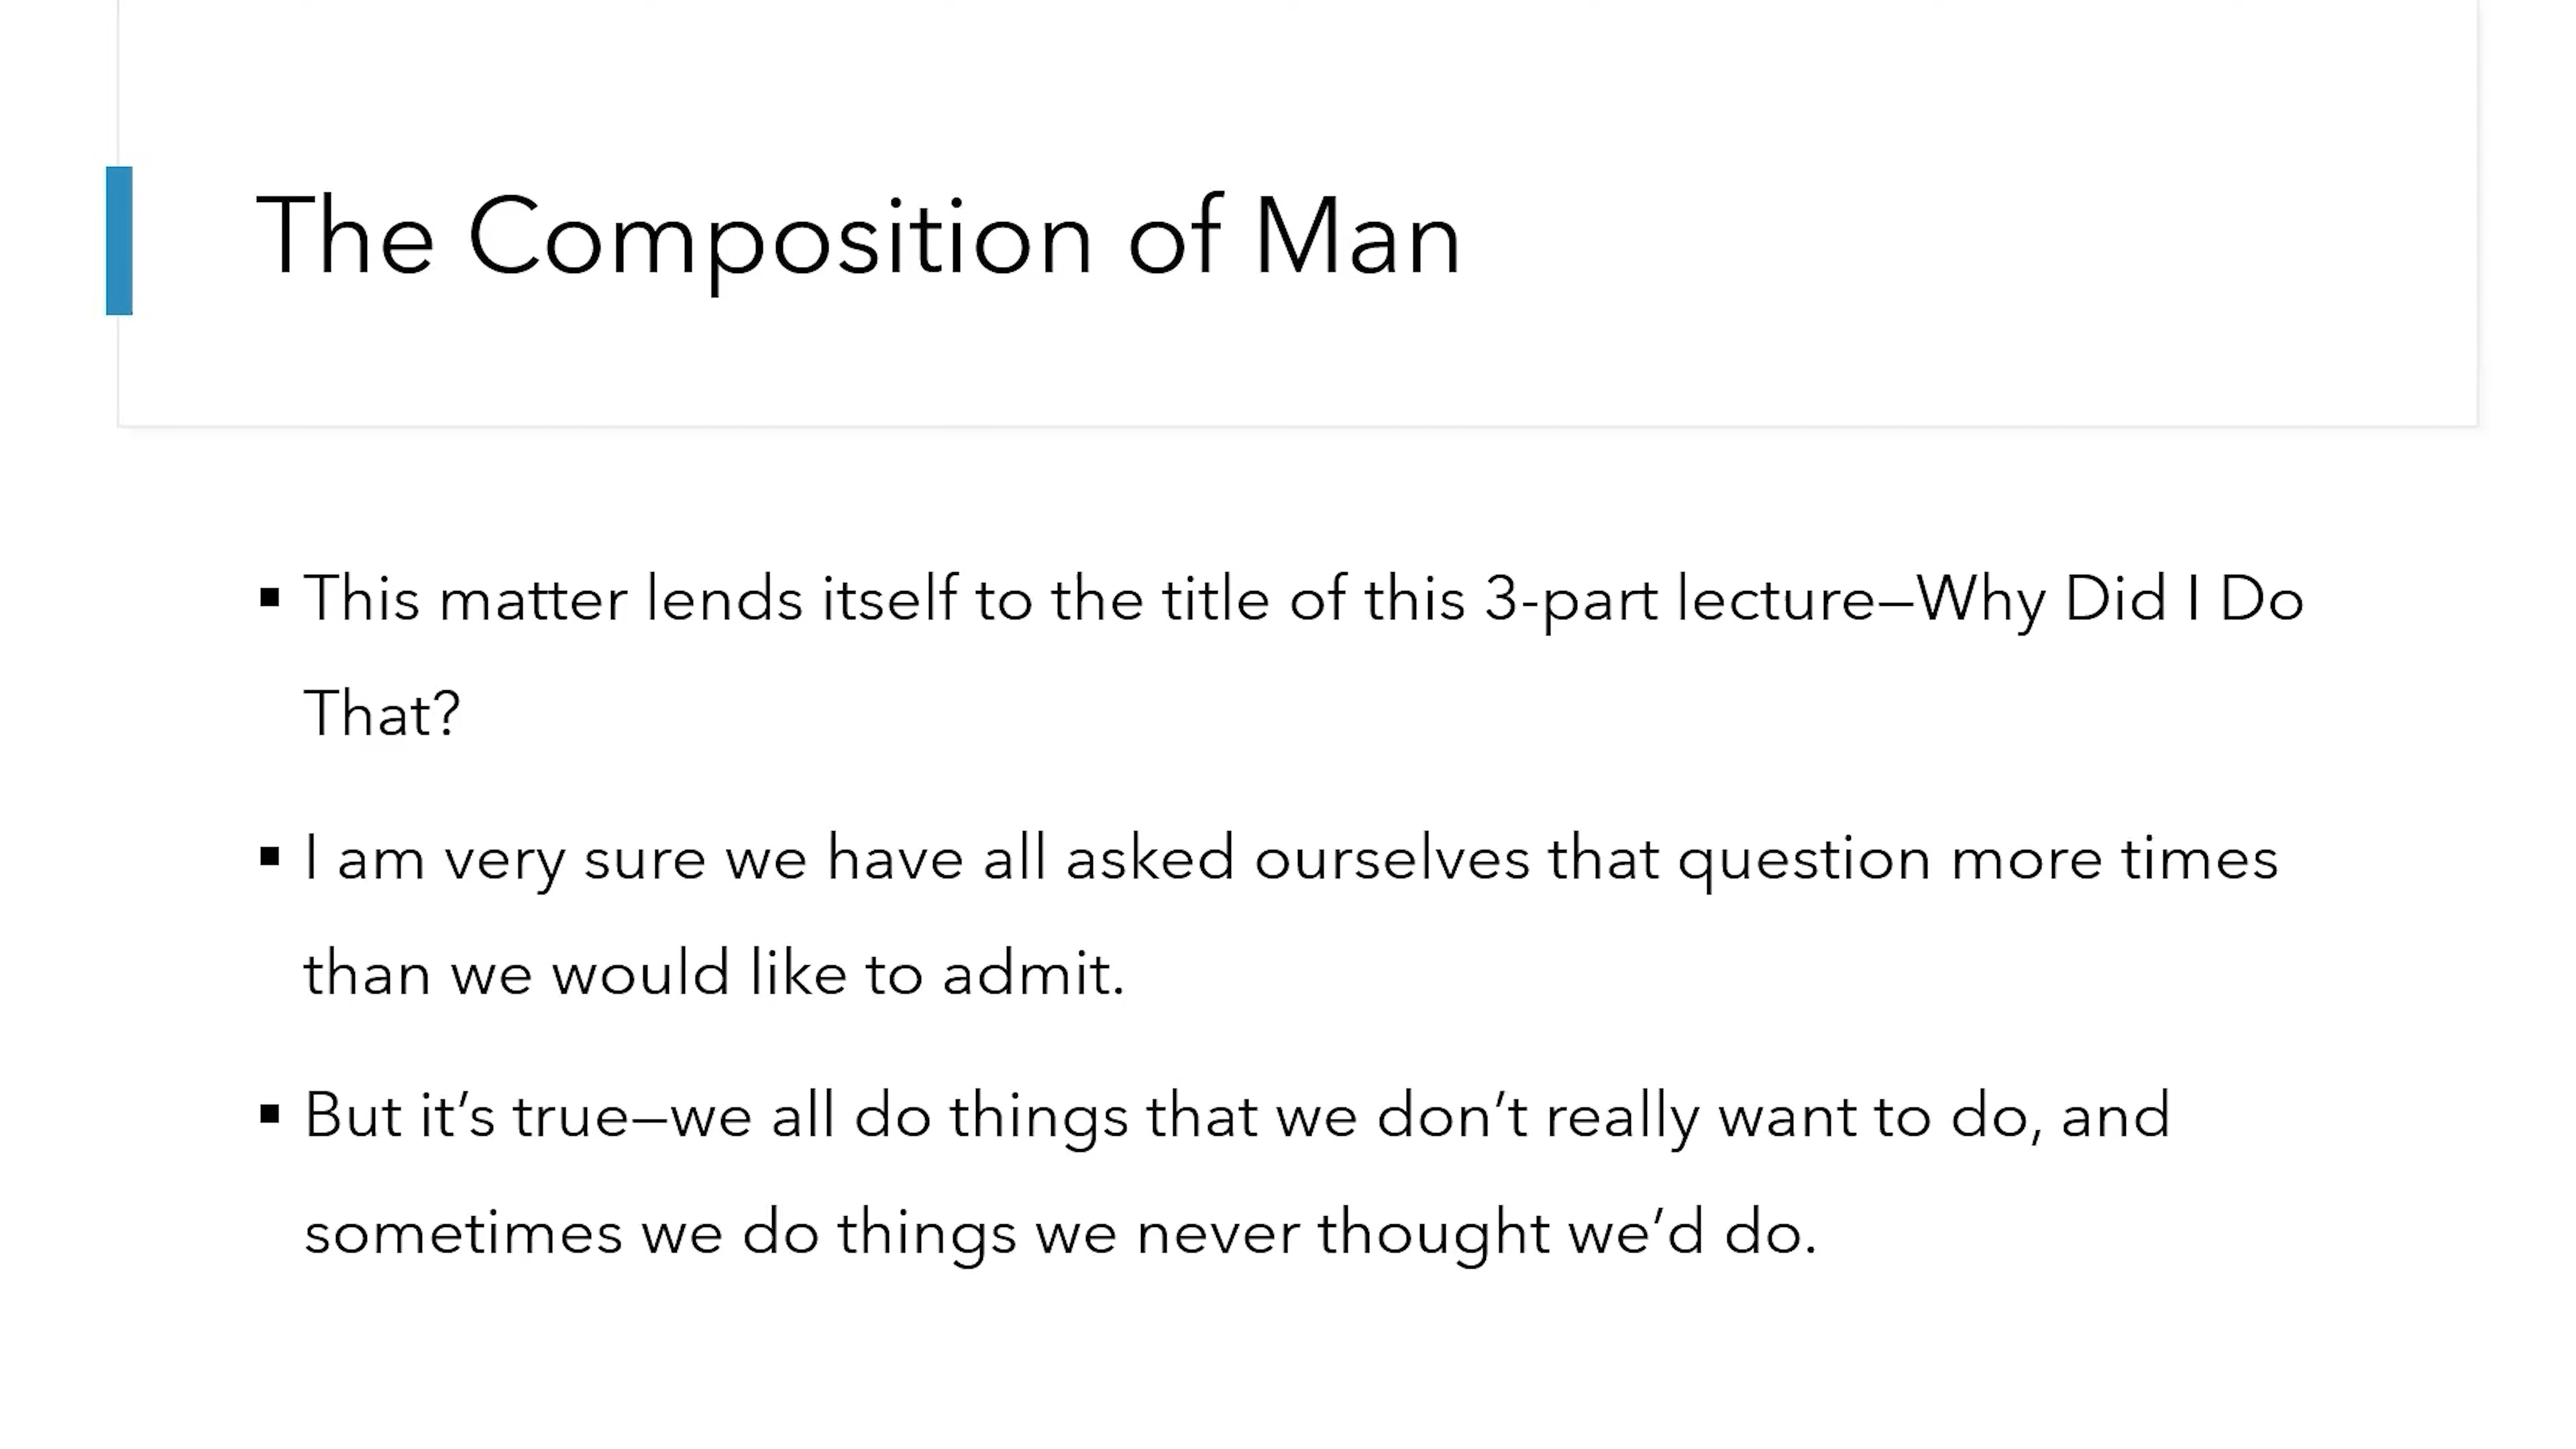 The Composition of Man
▪ This matter lends itself to the title of this 3-part lecture—Why Did I Do
That?
▪ I am very sure we have all asked ourselves that question more times
than we would like to admit.
▪ But it’s true—we all do things that we don’t really want to do, and
sometimes we do things we never thought we’d do.